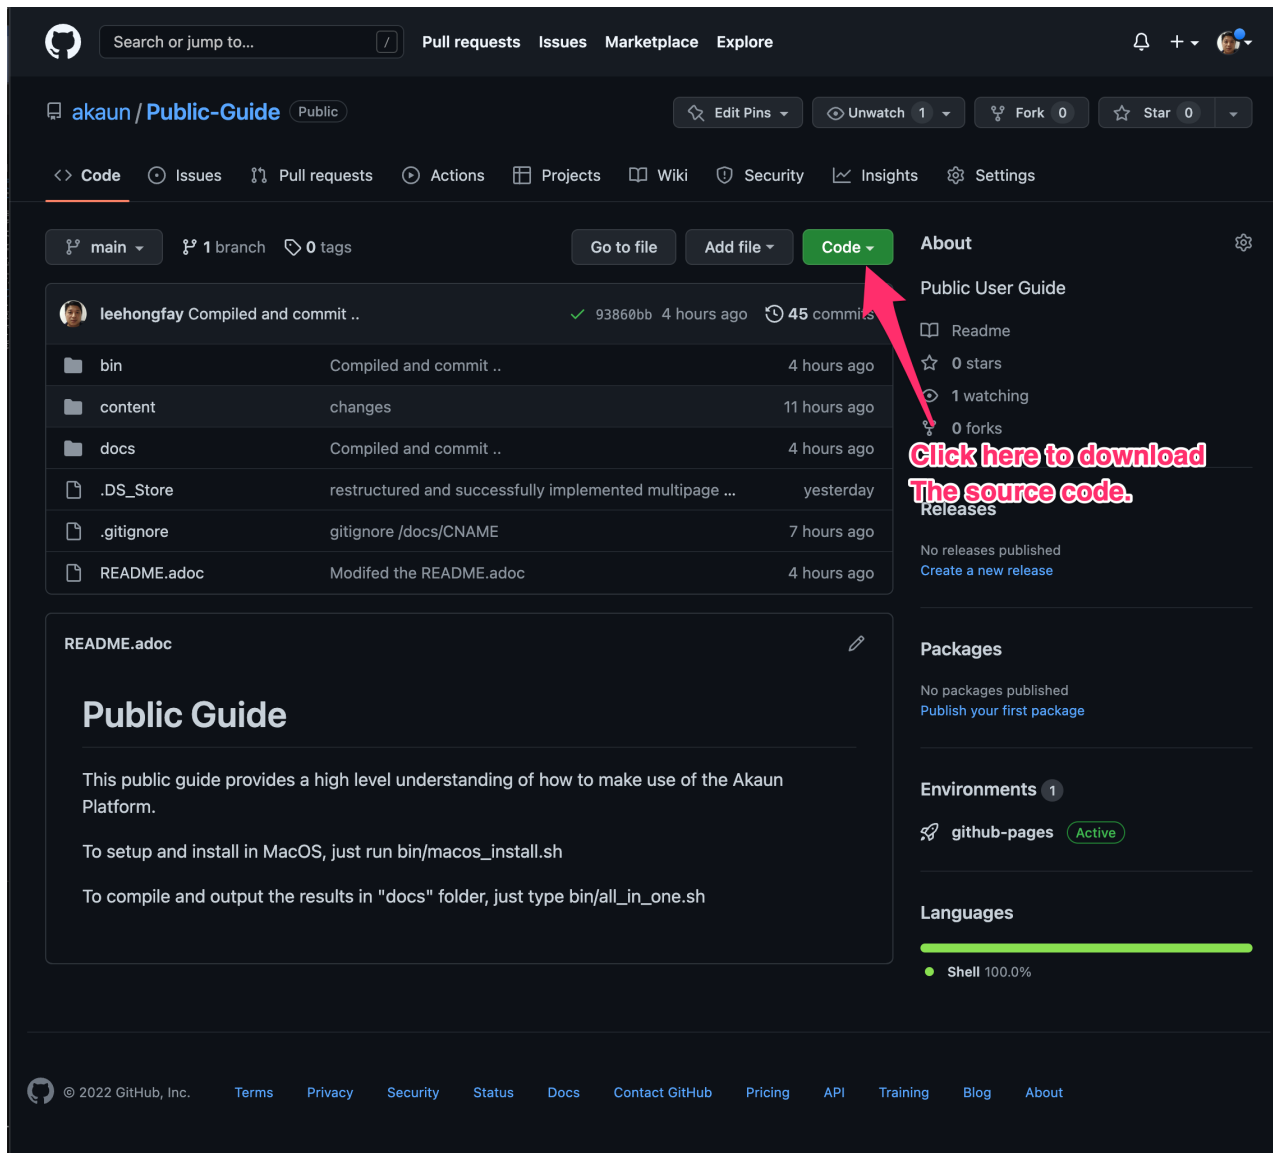 Search or jump to... /
Pull requests Issues Marketplace Explore
akaun / Public-Guide Public
Edit Pins Unwatch 1 Fork 0 Star 0
Code Issues Pull requests Actions Projects Wiki Security Insights Settings
main 1 branch 0 tags Go to file Add file Code
leehongfay Compiled and commit .. 93860bb 4 hours ago 45 commits
bin Compiled and commit .. 4 hours ago
content changes 11 hours ago
docs Compiled and commit .. 4 hours ago
.DS_Store restructured and successfully implemented multipage ... yesterday
.gitignore gitignore /docs/CNAME 7 hours ago
README.adoc Modifed the README.adoc 4 hours ago
README.adoc
Public Guide
This public guide provides a high level understanding of how to make use of the Akaun
Platform.
To setup and install in MacOS, just run bin/macos_install.sh
To compile and output the results in "docs" folder, just type bin/all_in_one.sh
About
Public User Guide
Readme
0 stars
1 watching
0 forks
Click here to download
The source code.
Releases
No releases published
Create a new release
Packages
No packages published
Publish your first package
Environments 1
github-pages Active
Languages
Shell 100.0%
© 2022 GitHub, Inc. Terms Privacy Security Status Docs Contact GitHub Pricing API Training Blog About